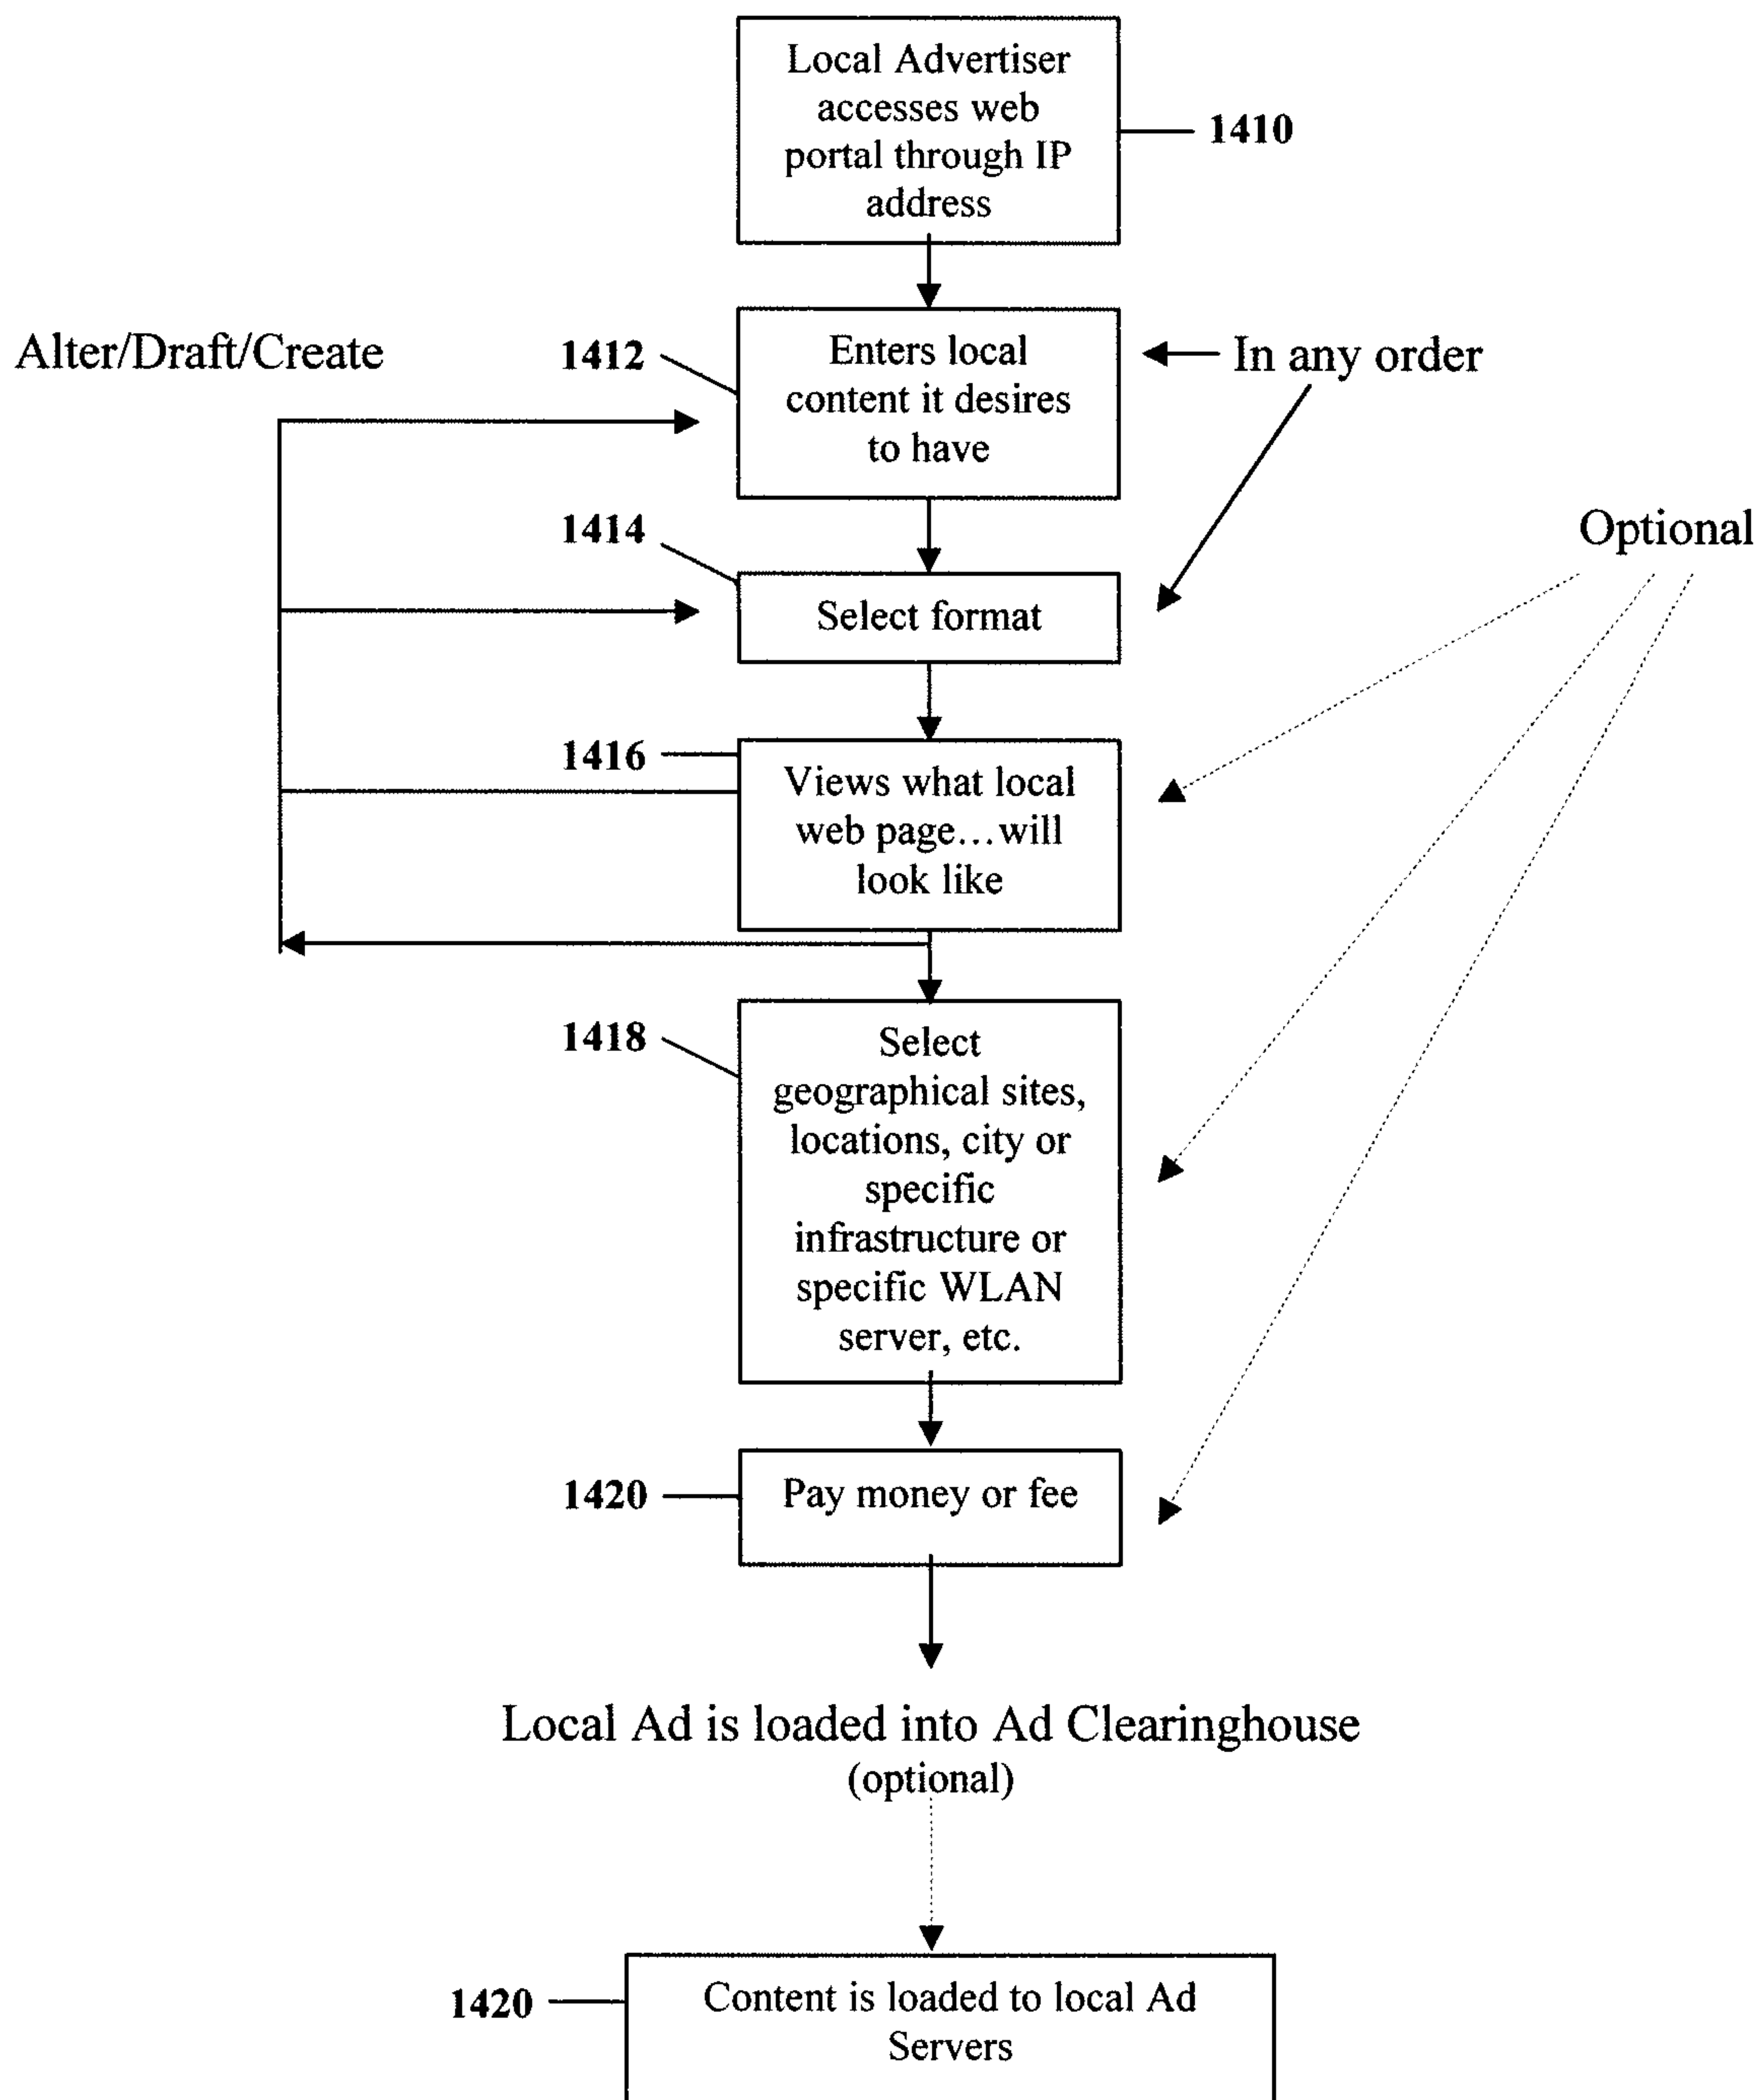 Local Advertiser
accesses web
portal through IP
address
1410
Alter/Draft/Create
1412
Enters local
content it desires
to have
In any order
1414
Select format
Optional
1416
Views what local
web page...will
look like
1418
Select
geographical sites,
locations, city or
specific
infrastructure or
specific WLAN
server, etc.
1420
Pay money or fee
Local Ad is loaded into Ad Clearinghouse
(optional)
1420
Content is loaded to local Ad
Servers